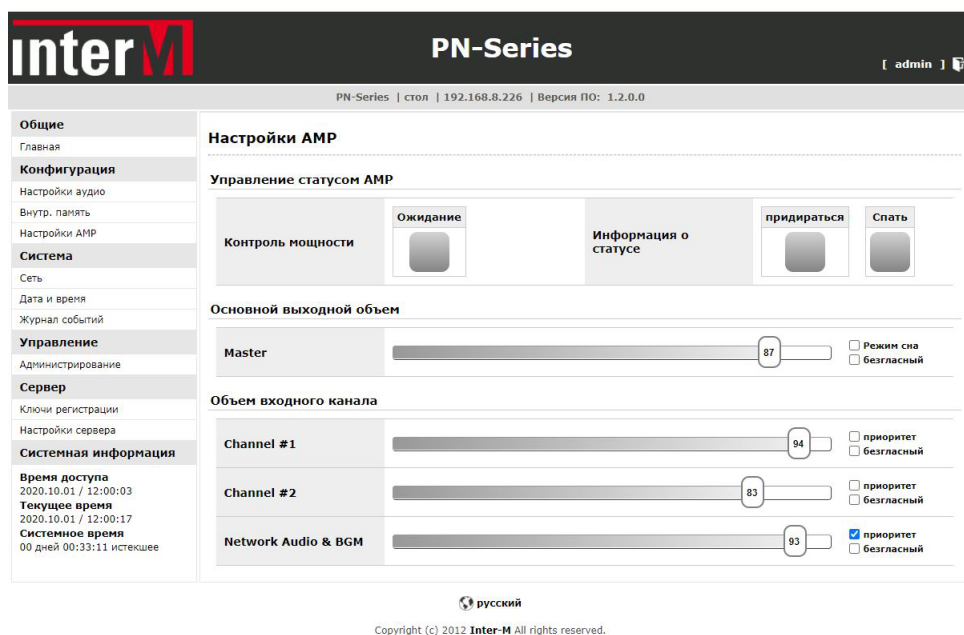 inter M
PN-Series
[ admin ]
PN-Series | стол | 192.168.8.226 | Версия ПО: 1.2.0.0
Общие
Главная
Конфигурация
Настройки аудио
Внутр. память
Настройки AMP
Система
Сеть
Дата и время
Журнал событий
Управление
Администрирование
Сервер
Ключи регистрации
Настройки сервера
Системная информация
Время доступа
2020.10.01 / 12:00:03
Текущее время
2020.10.01 / 12:00:17
Системное время
00 дней 00:33:11 истекшее
Настройки AMP
Управление статусом AMP
Контроль мощности
Ожидание
Информация о
статусе
придираться
Спать
Основной выходной объем
Master
87
Режим сна
безгласный
Объем входного канала
Channel #1
94
приоритет
безгласный
Channel #2
83
приоритет
безгласный
Network Audio & BGM
93
приоритет
безгласный
русский
Copyright (c) 2012 Inter-M All rights reserved.